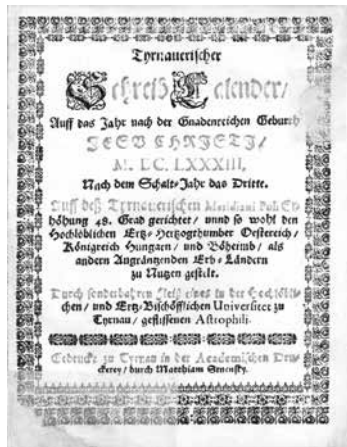 Tyrnauerischer
Schreib Calender/
Auff das Jahr nach der Gnadenreichen Geburth
JESU CHRISTI/
M. DC. LXXXIII,
Nach dem Schalt-Jahr das Dritte.
Auff deß Tyrnauerischen Meridiani Poli Er-
höhung 48. Grad gerichtet/ unnd so wohl den
Hochlöblichen Ertz-Hertzogthumber Oesterreich/
Königreich Hungarn/ und Böheimb/ als
andern Angräntzenden Erb-Ländern
zu Nutzen gestelt.
Durch sonderbahren Fleiß eines in der Hochlöbli-
chen/ und Ertz-Bischöfflichen Universitet zu
Tyrnau/ geflissenen Astrophili.
Gedruckt zu Tyrnau in der Academischen Dru-
ckerey/ durch Matthiam Srnensky.